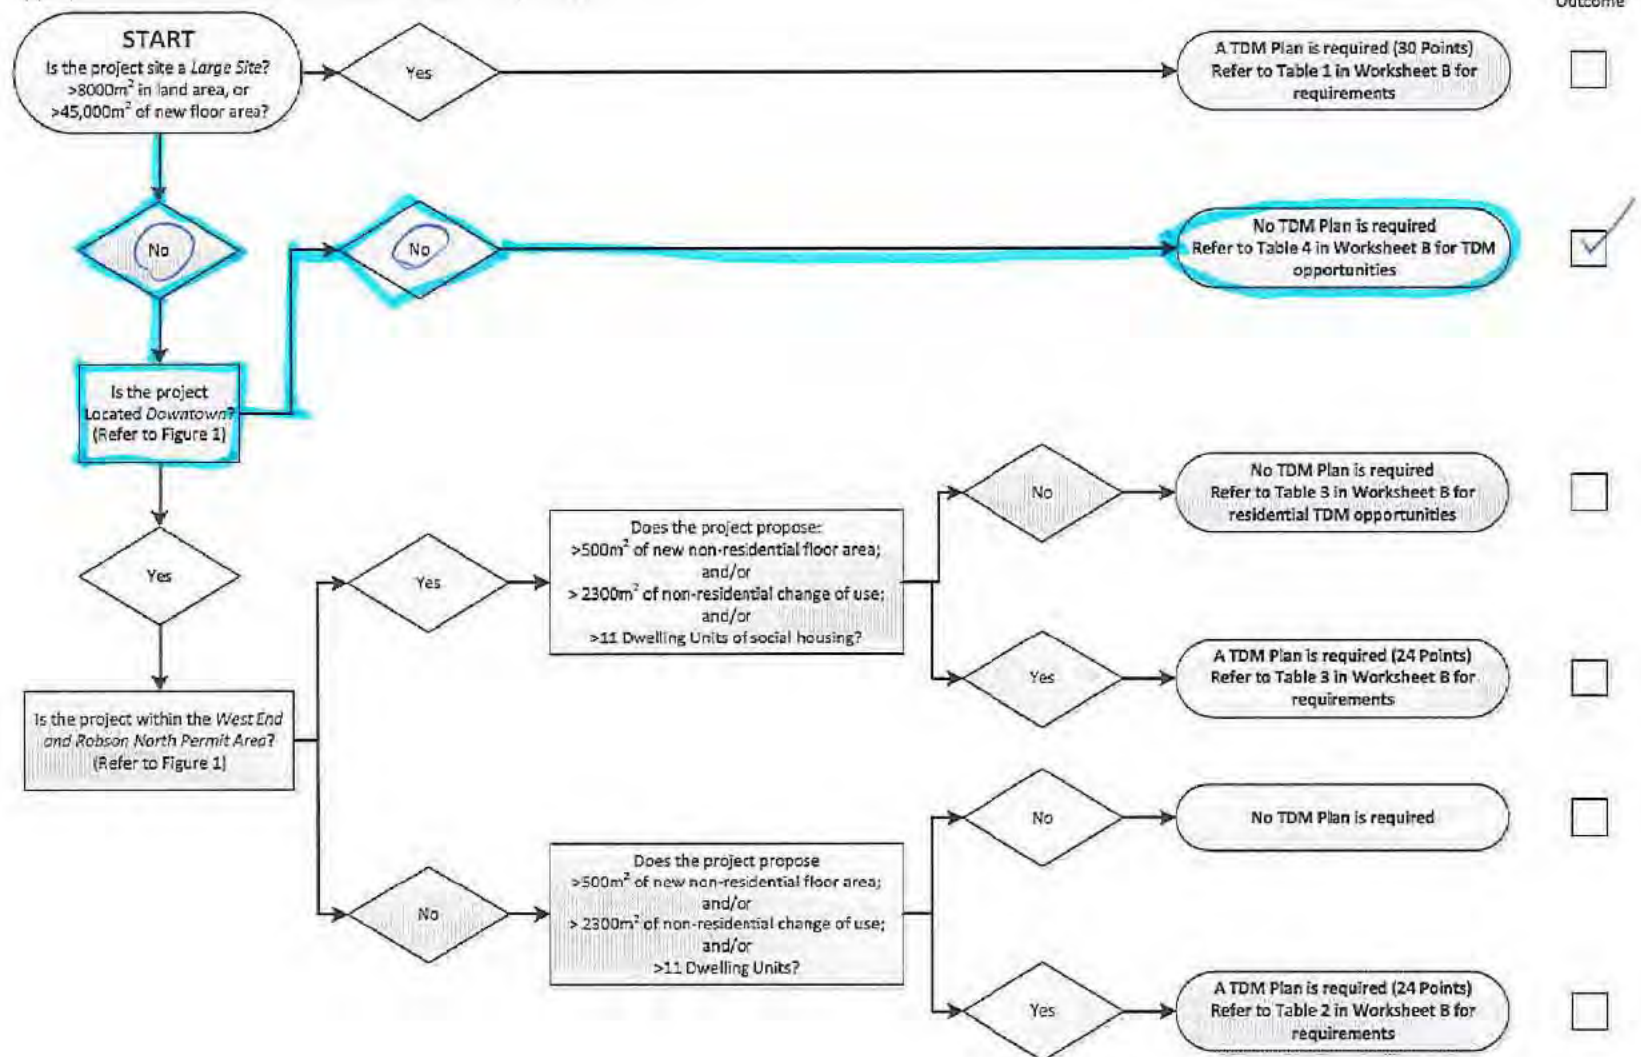 Outcome
START
Is the project site a Large Site?
>8000m² in land area, or
>45,000m² of new floor area?
Yes
A TDM Plan is required (30 Points)
Refer to Table 1 in Worksheet B for
requirements
No
No
No TDM Plan is required
Refer to Table 4 in Worksheet B for TDM
opportunities
Is the project
Located Downtown?
(Refer to Figure 1)
No
No TDM Plan is required
Refer to Table 3 in Worksheet B for
residential TDM opportunities
Yes
Yes
Does the project propose:
>500m² of new non-residential floor area;
and/or
> 2300m² of non-residential change of use;
and/or
>11 Dwelling Units of social housing?
Yes
A TDM Plan is required (24 Points)
Refer to Table 3 in Worksheet B for
requirements
Is the project within the West End
and Robson North Permit Area?
(Refer to Figure 1)
No
No TDM Plan is required
No
Does the project propose
>500m² of new non-residential floor area;
and/or
> 2300m² of non-residential change of use;
and/or
>11 Dwelling Units?
Yes
A TDM Plan is required (24 Points)
Refer to Table 2 in Worksheet B for
requirements